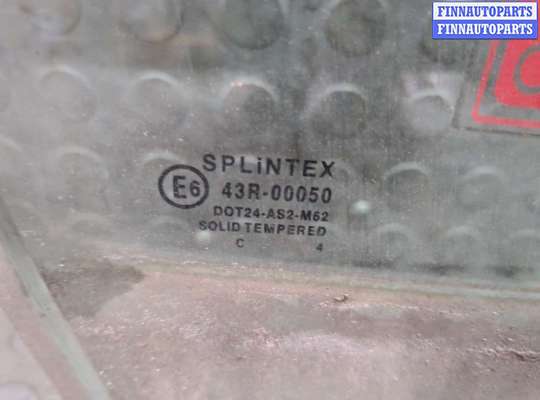 FINNAUTOPARTS
FINNAUTOPARTS
SPLiNTEX
E6 43R-00050
DOT24-AS2-M62
SOLID TEMPERED
C 4